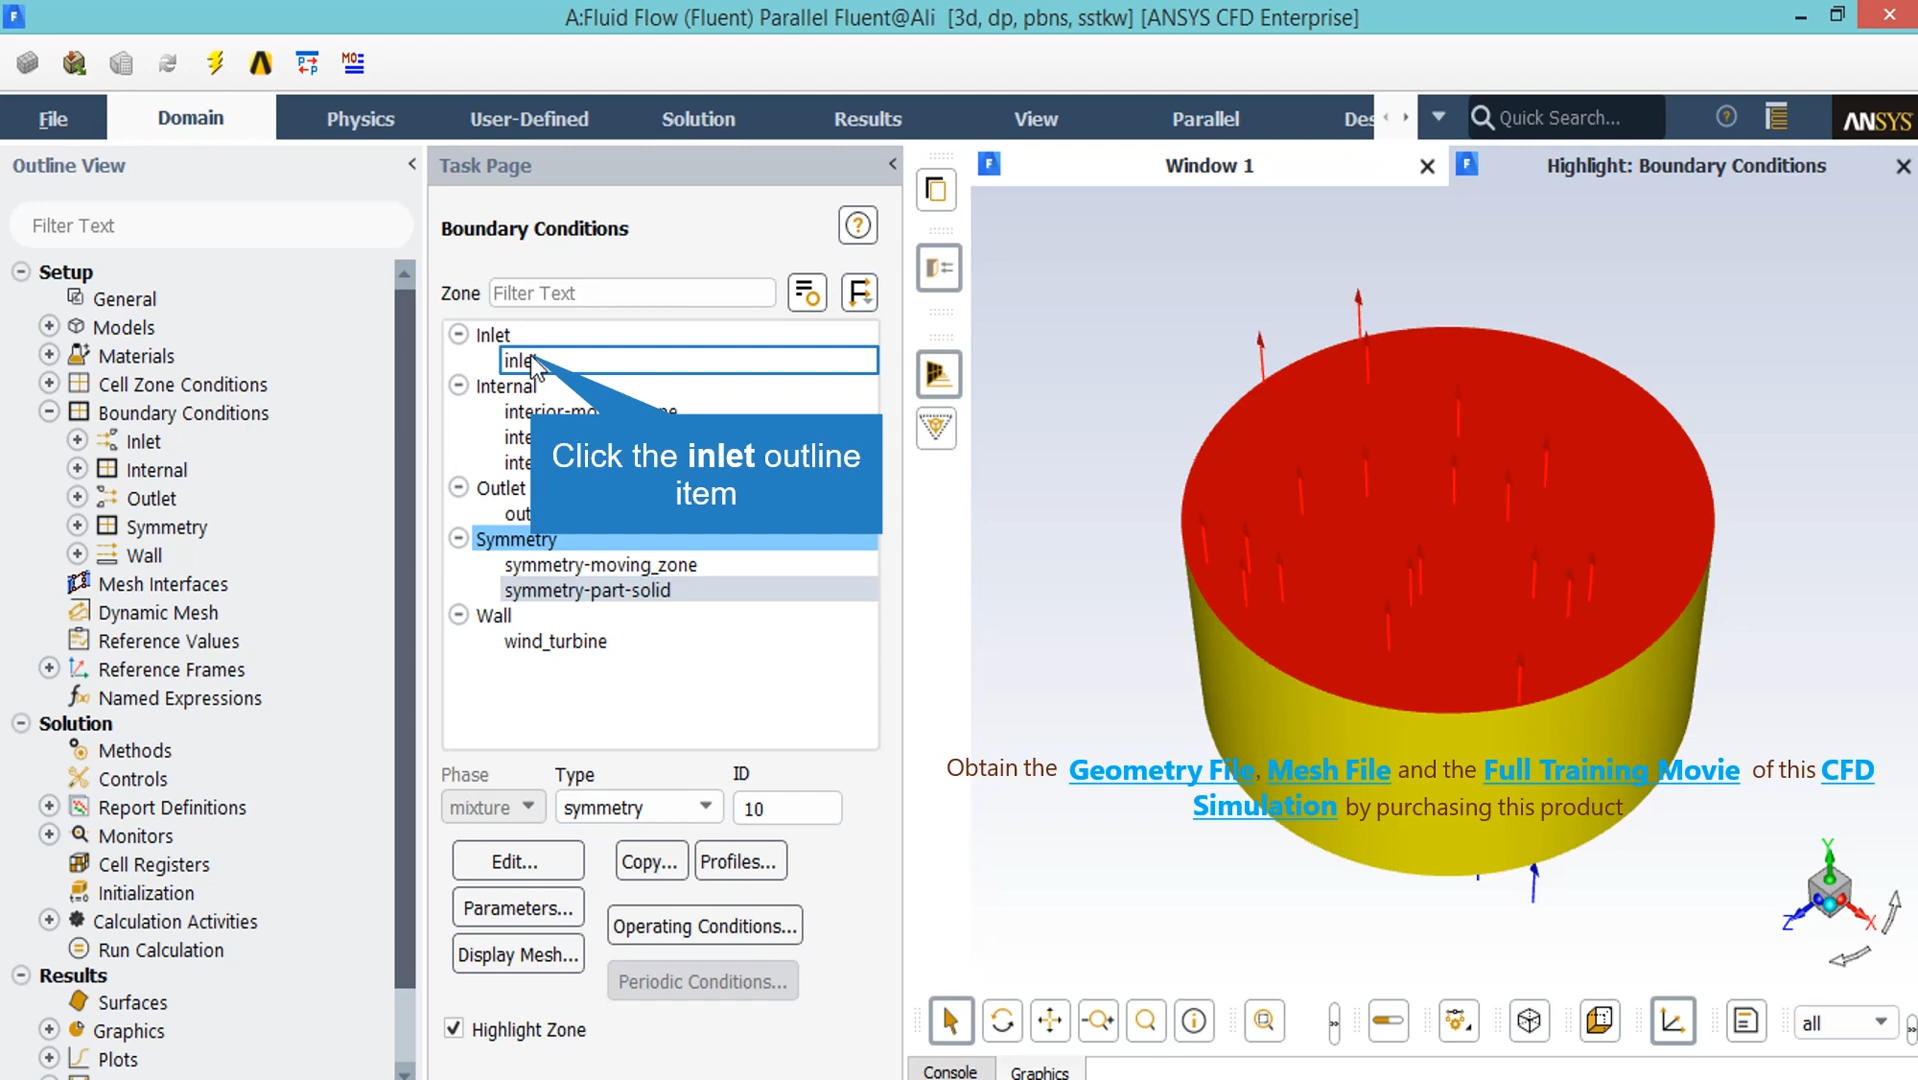 A:Fluid Flow (Fluent) Parallel Fluent@Ali [3d, dp, pbns, sstkw] [ANSYS CFD Enterprise]
File Domain Physics User-Defined Solution Results View Parallel Des Quick Search... ANSYS
Outline View
Filter Text
Setup
General
Models
Materials
Cell Zone Conditions
Boundary Conditions
Inlet
Internal
Outlet
Symmetry
Wall
Mesh Interfaces
Dynamic Mesh
Reference Values
Reference Frames
Named Expressions
Solution
Methods
Controls
Report Definitions
Monitors
Cell Registers
Initialization
Calculation Activities
Run Calculation
Results
Surfaces
Graphics
Plots
Task Page
Boundary Conditions
Zone Filter Text
Inlet
inle
Internal
inte
inte
Outlet
out
Symmetry
symmetry-moving_zone
symmetry-part-solid
Wall
wind_turbine
Click the inlet outline
item
Phase Type ID
mixture symmetry 10
Edit... Copy... Profiles...
Parameters... Operating Conditions...
Display Mesh... Periodic Conditions...
Highlight Zone
Window 1 Highlight: Boundary Conditions
Obtain the Geometry File, Mesh File and the Full Training Movie of this CFD
Simulation by purchasing this product
Y
Z X
all
Console Graphics